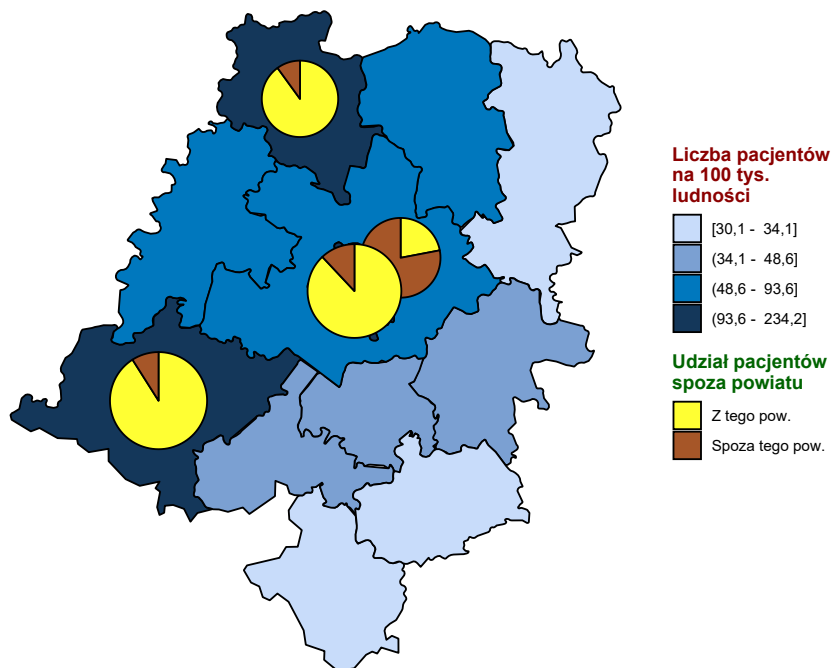 Liczba pacjentów
na 100 tys.
ludności
[30,1 - 34,1]
(34,1 - 48,6]
(48,6 - 93,6]
(93,6 - 234,2]
Udział pacjentów
spoza powiatu
Z tego pow.
Spoza tego pow.